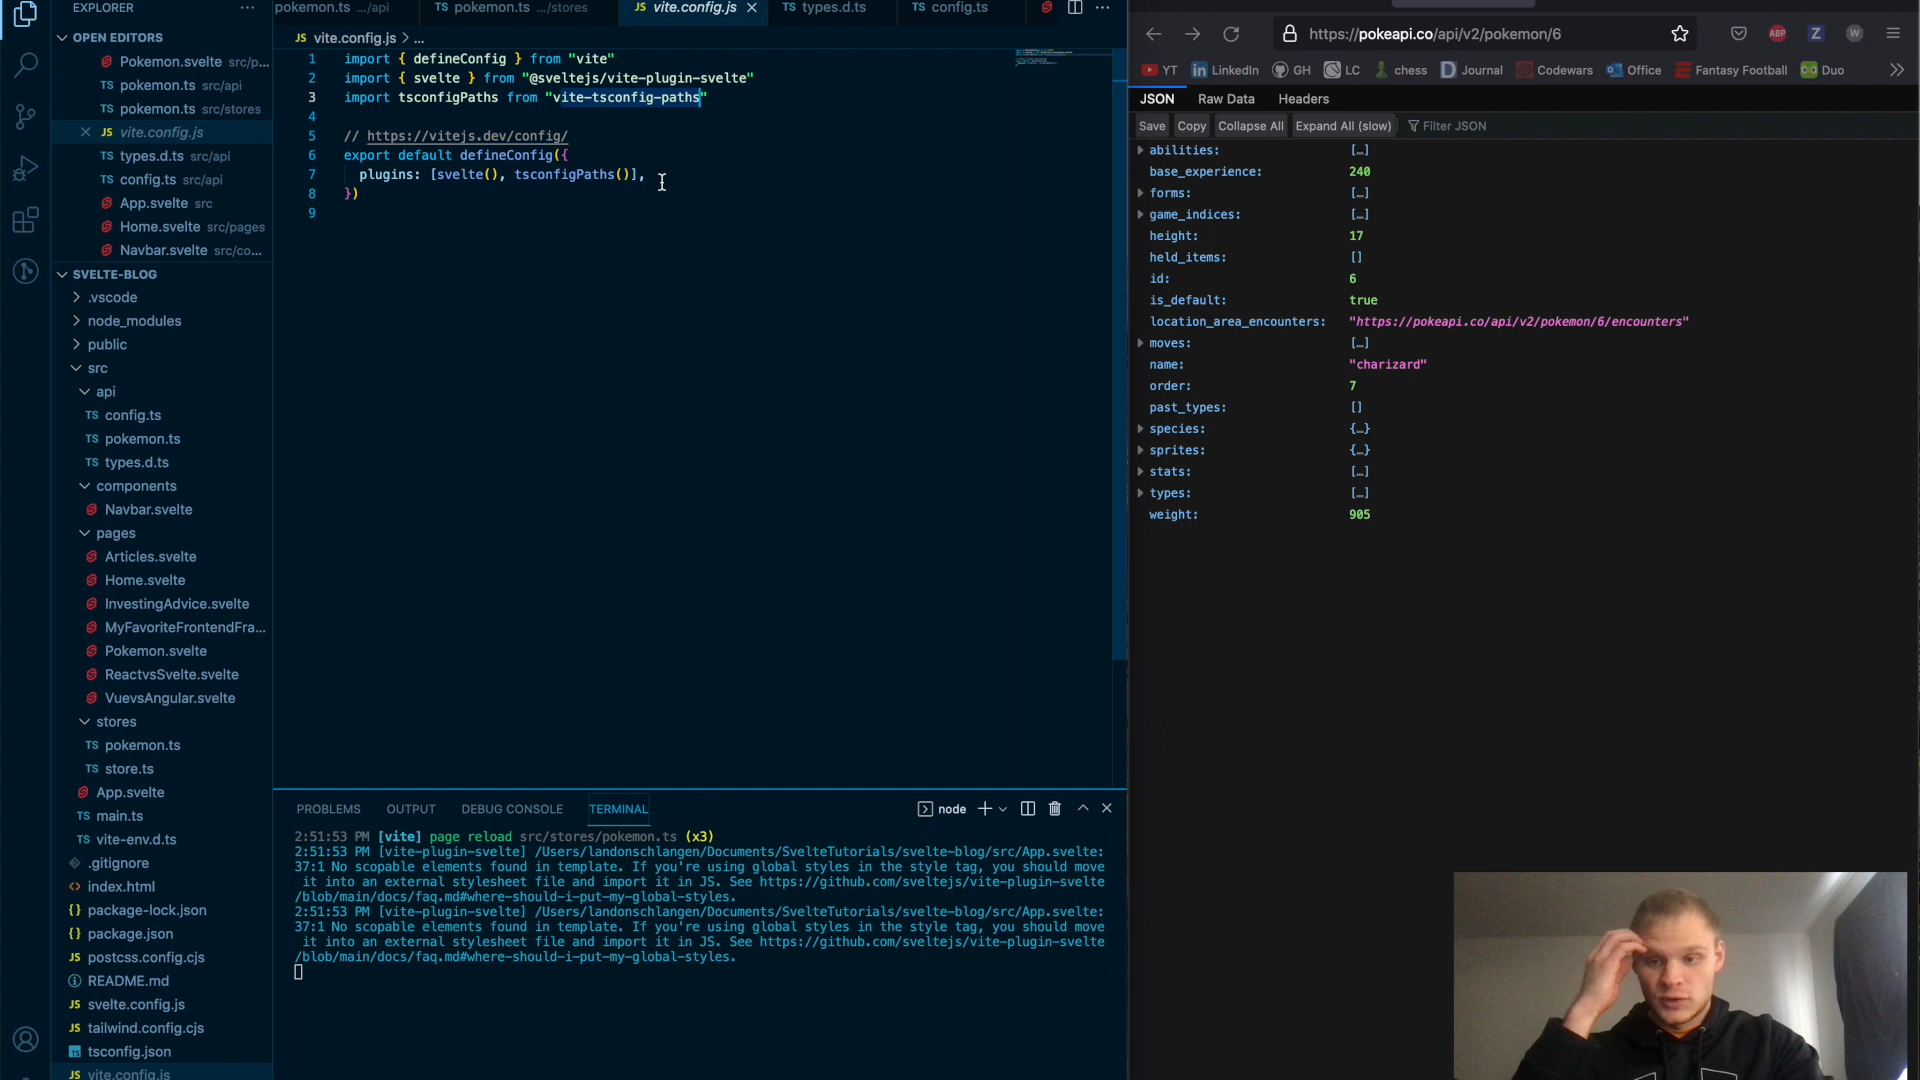 EXPLORER
OPEN EDITORS
Pokemon.svelte src/p...
pokemon.ts src/api
pokemon.ts src/stores
JS vite.config.js
TS types.d.ts src/api
TS config.ts src/api
App.svelte src
Home.svelte src/pages
Navbar.svelte src/co...
SVELTE-BLOG
.vscode
node_modules
public
src
api
TS config.ts
TS pokemon.ts
TS types.d.ts
components
Navbar.svelte
pages
Articles.svelte
Home.svelte
InvestingAdvice.svelte
MyFavoriteFrontendFra...
Pokemon.svelte
ReactvsSvelte.svelte
VuevsAngular.svelte
stores
TS pokemon.ts
TS store.ts
App.svelte
TS main.ts
TS vite-env.d.ts
.gitignore
<> index.html
{} package-lock.json
{} package.json
JS postcss.config.cjs
README.md
JS svelte.config.js
JS tailwind.config.cjs
TS tsconfig.json
JS vite.config.js
pokemon.ts .../api
TS pokemon.ts .../stores
JS vite.config.js
TS types.d.ts
TS config.ts
JS vite.config.js > ...
1 import { defineConfig } from "vite"
2 import { svelte } from "@sveltejs/vite-plugin-svelte"
3 import tsconfigPaths from "vite-tsconfig-paths"
4
5 // https://vitejs.dev/config/
6 export default defineConfig({
7 plugins: [svelte(), tsconfigPaths()],
8 })
9
PROBLEMS OUTPUT DEBUG CONSOLE TERMINAL
node
2:51:53 PM [vite] page reload src/stores/pokemon.ts (x3)
2:51:53 PM [vite-plugin-svelte] /Users/landonschlangen/Documents/SvelteTutorials/svelte-blog/src/App.svelte:
37:1 No scopable elements found in template. If you're using global styles in the style tag, you should move
it into an external stylesheet file and import it in JS. See https://github.com/sveltejs/vite-plugin-svelte
/blob/main/docs/faq.md#where-should-i-put-my-global-styles.
2:51:53 PM [vite-plugin-svelte] /Users/landonschlangen/Documents/SvelteTutorials/svelte-blog/src/App.svelte:
37:1 No scopable elements found in template. If you're using global styles in the style tag, you should move
it into an external stylesheet file and import it in JS. See https://github.com/sveltejs/vite-plugin-svelte
/blob/main/docs/faq.md#where-should-i-put-my-global-styles.
https://pokeapi.co/api/v2/pokemon/6
ABP Z W
YT LinkedIn GH LC chess Journal Codewars Office Fantasy Football Duo
JSON Raw Data Headers
Save Copy Collapse All Expand All (slow) Filter JSON
abilities: […]
base_experience: 240
forms: […]
game_indices: […]
height: 17
held_items: []
id: 6
is_default: true
location_area_encounters: "https://pokeapi.co/api/v2/pokemon/6/encounters"
moves: […]
name: "charizard"
order: 7
past_types: []
species: {…}
sprites: {…}
stats: […]
types: […]
weight: 905